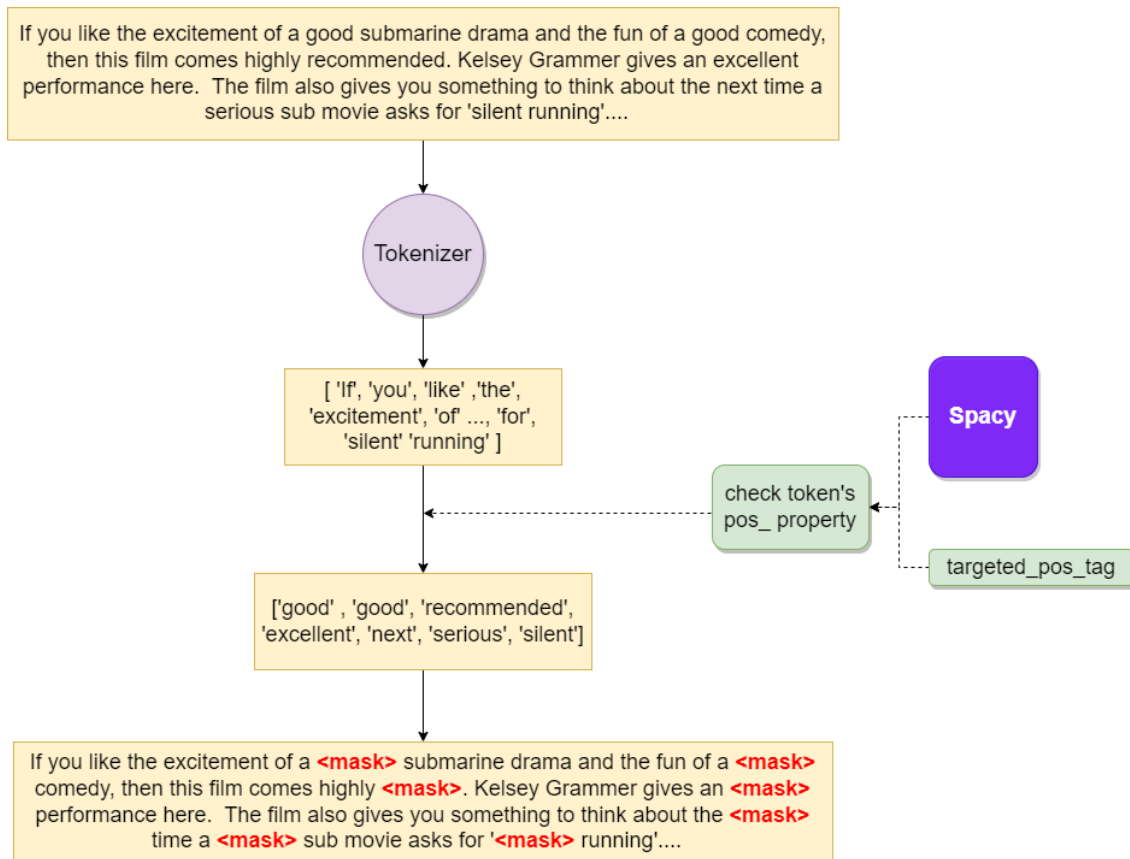 If you like the excitement of a good submarine drama and the fun of a good comedy,
then this film comes highly recommended. Kelsey Grammer gives an excellent
performance here.  The film also gives you something to think about the next time a
serious sub movie asks for 'silent running'....
Tokenizer
[ 'If', 'you', 'like' ,'the',
'excitement', 'of' ..., 'for',
'silent' 'running' ]
Spacy
check token's
pos_ property
targeted_pos_tag
['good' , 'good', 'recommended',
'excellent', 'next', 'serious', 'silent']
If you like the excitement of a <mask> submarine drama and the fun of a <mask>
comedy, then this film comes highly <mask>. Kelsey Grammer gives an <mask>
performance here.  The film also gives you something to think about the <mask>
time a <mask> sub movie asks for '<mask> running'....